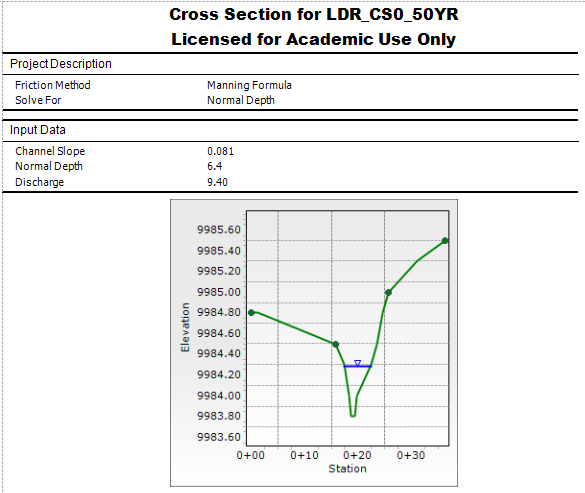 Cross Section for LDR_CS0_50YR
Licensed for Academic Use Only
Project Description
Friction Method Manning Formula
Solve For Normal Depth
Input Data
Channel Slope 0.081
Normal Depth 6.4
Discharge 9.40
9985.60
9985.40
9985.20
9985.00
9984.80
9984.60
9984.40
9984.20
9984.00
9983.80
9983.60
Elevation
0+00 0+10 0+20 0+30
Station